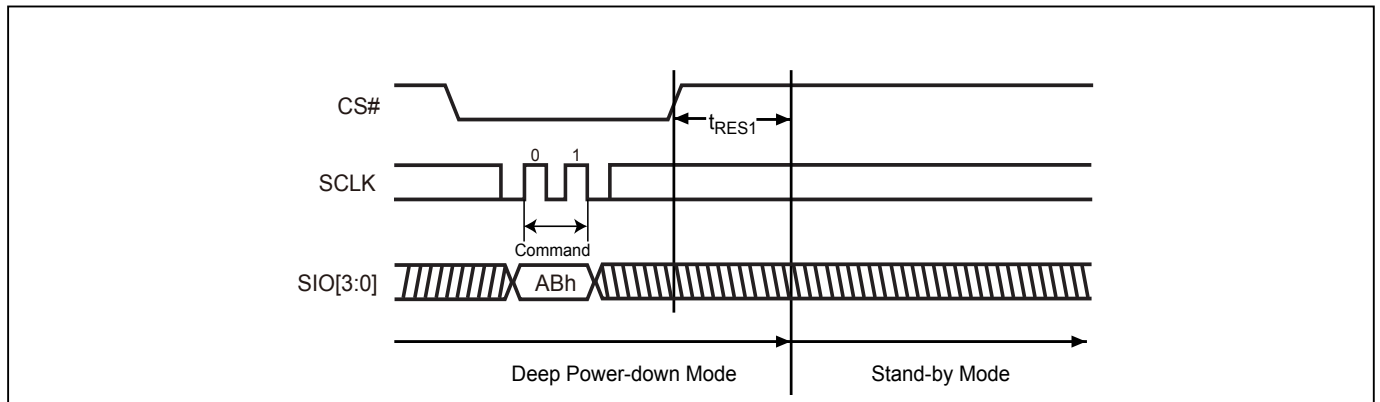 CS#
tRES1
0 1
SCLK
Command
SIO[3:0]
ABh
Deep Power-down Mode
Stand-by Mode